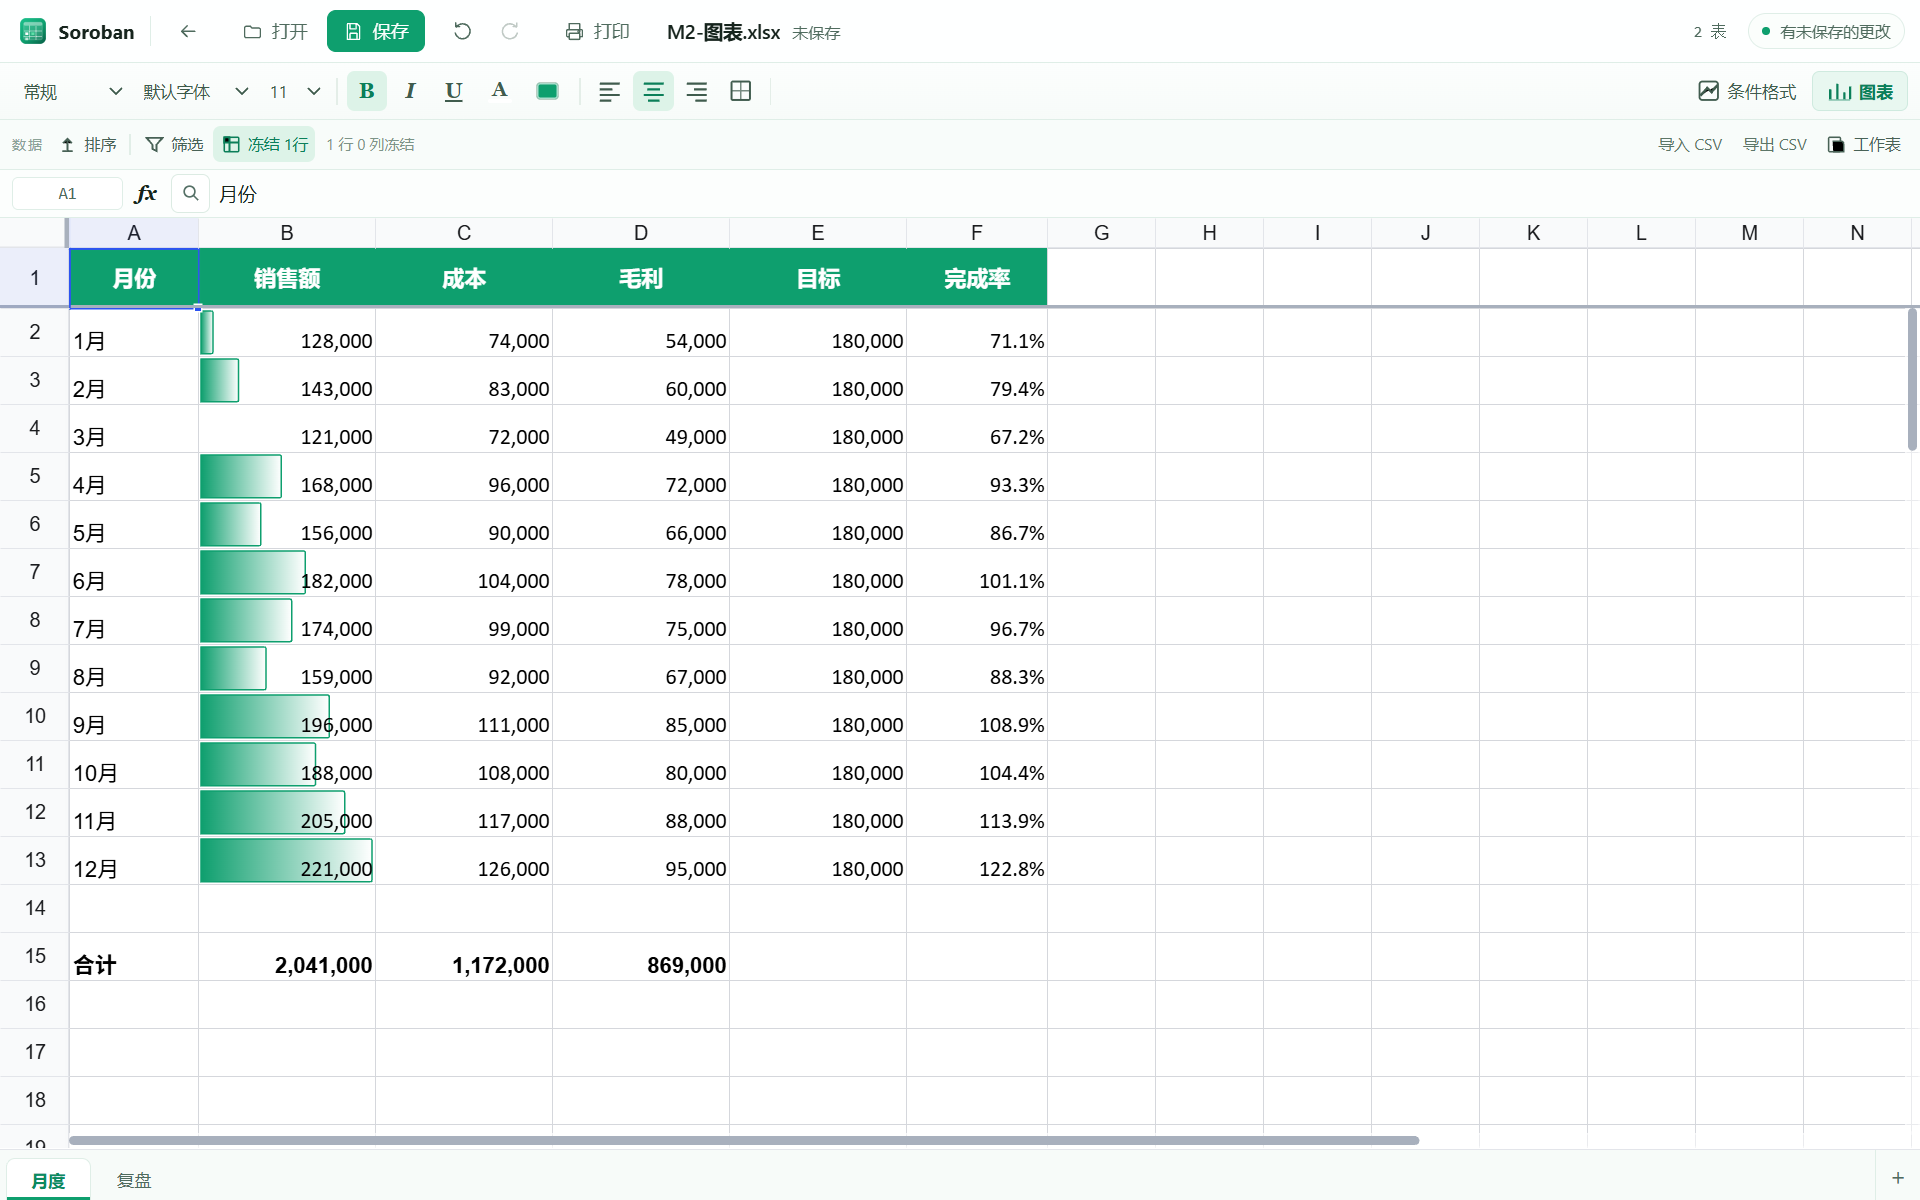 Soroban 打开 保存 打印 M2-图表.xlsx 未保存 2 表 有未保存的更改
常规 默认字体 11 B I U A 条件格式 图表
数据 排序 筛选 冻结 1行 1 行 0 列冻结 导入 CSV 导出 CSV 工作表
A1 fx 月份
A B C D E F G H I J K L M N
1 月份 销售额 成本 毛利 目标 完成率
2 1月 128,000 74,000 54,000 180,000 71.1%
3 2月 143,000 83,000 60,000 180,000 79.4%
4 3月 121,000 72,000 49,000 180,000 67.2%
5 4月 168,000 96,000 72,000 180,000 93.3%
6 5月 156,000 90,000 66,000 180,000 86.7%
7 6月 182,000 104,000 78,000 180,000 101.1%
8 7月 174,000 99,000 75,000 180,000 96.7%
9 8月 159,000 92,000 67,000 180,000 88.3%
10 9月 196,000 111,000 85,000 180,000 108.9%
11 10月 188,000 108,000 80,000 180,000 104.4%
12 11月 205,000 117,000 88,000 180,000 113.9%
13 12月 221,000 126,000 95,000 180,000 122.8%
14
15 合计 2,041,000 1,172,000 869,000
16
17
18
19
月度 复盘 +